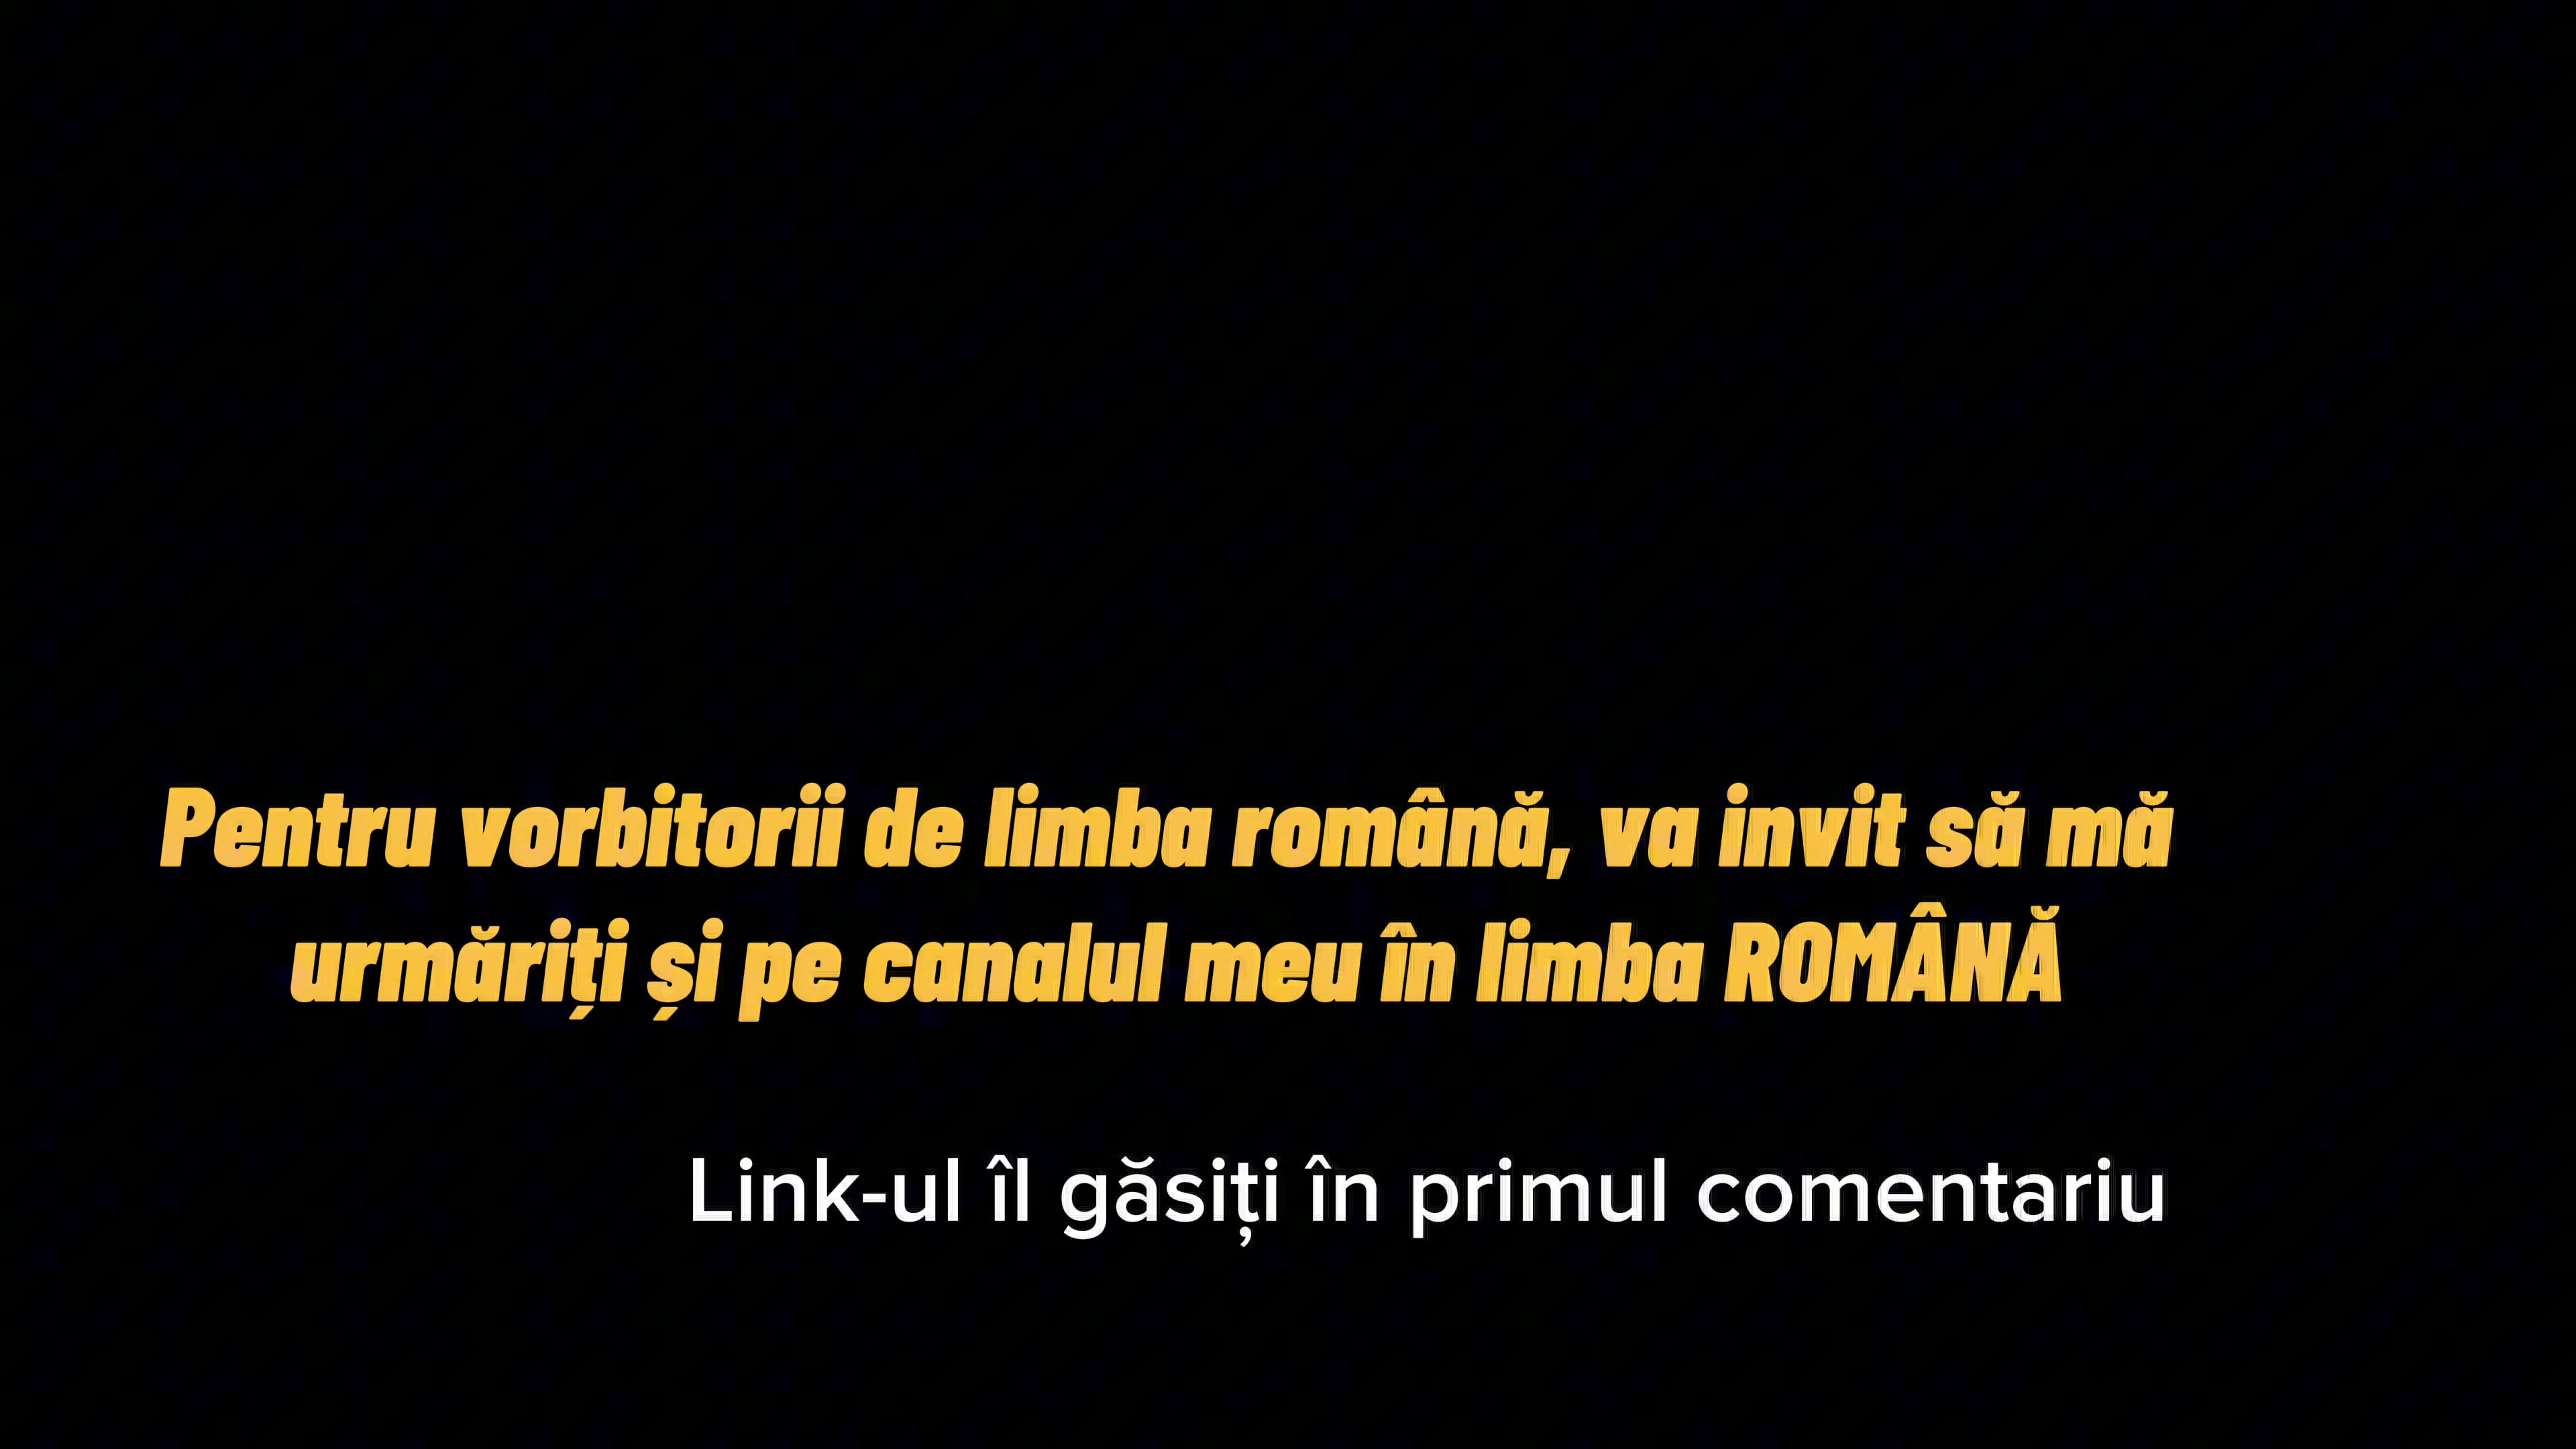 Pentru vorbitorii de limba română, va invit să mă
urmăriți și pe canalul meu în limba ROMÂNĂ
Link-ul îl găsiți în primul comentariu